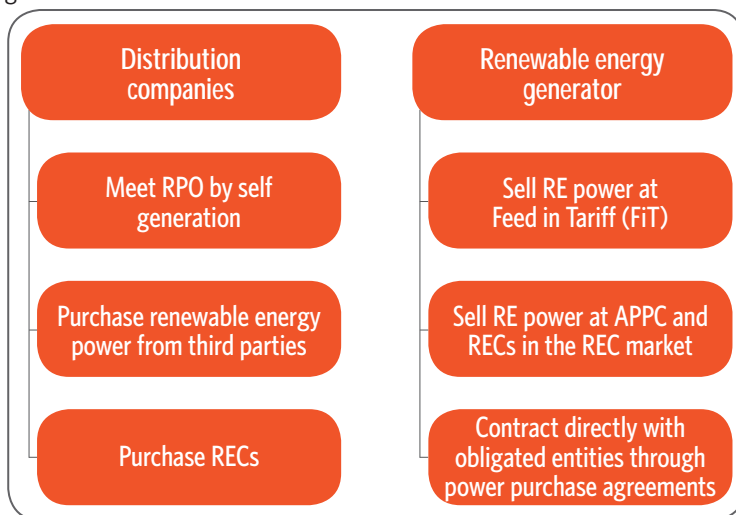 Distribution
companies
Meet RPO by self
generation
Purchase renewable energy
power from third parties
Purchase RECs
Renewable energy
generator
Sell RE power at
Feed in Tariff (FiT)
Sell RE power at APPC and
RECs in the REC market
Contract directly with
obligated entities through
power purchase agreements